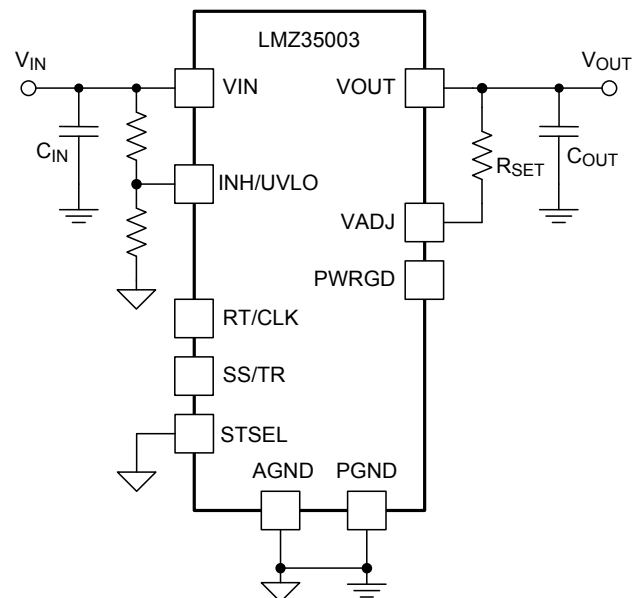 LMZ35003
VIN
VIN
VOUT
VOUT
CIN
RSET
COUT
INH/UVLO
VADJ
PWRGD
RT/CLK
SS/TR
STSEL
AGND
PGND